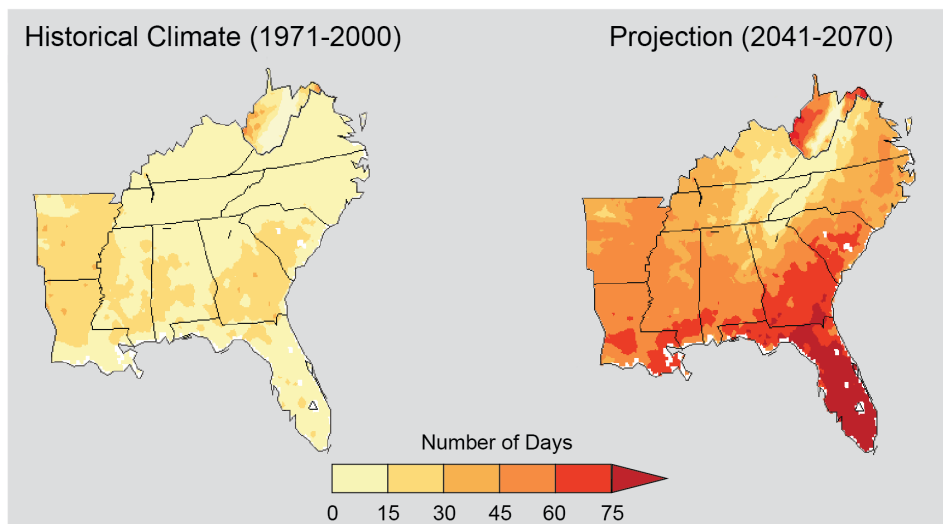 Historical Climate (1971-2000)
Projection (2041-2070)
Number of Days
0 15 30 45 60 75